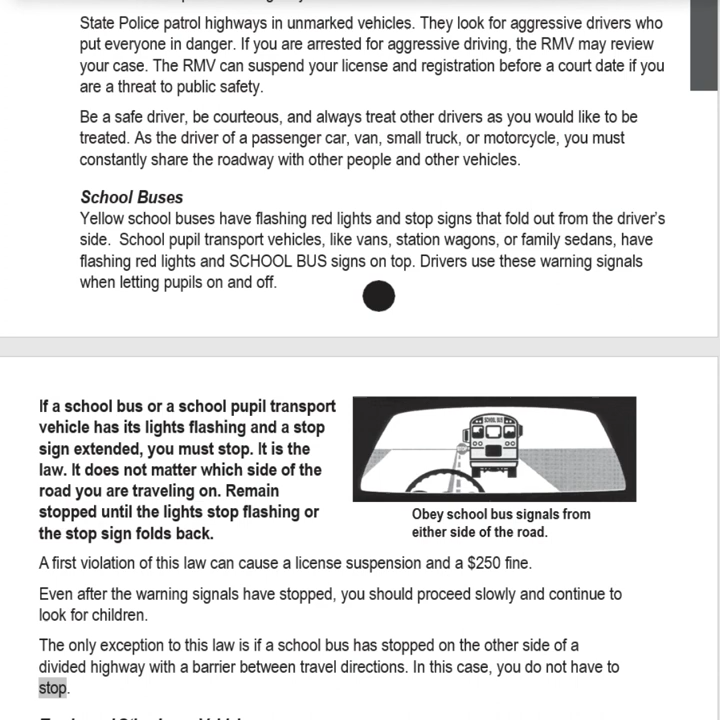 State Police patrol highways in unmarked vehicles. They look for aggressive drivers who
put everyone in danger. If you are arrested for aggressive driving, the RMV may review
your case. The RMV can suspend your license and registration before a court date if you
are a threat to public safety.
Be a safe driver, be courteous, and always treat other drivers as you would like to be
treated. As the driver of a passenger car, van, small truck, or motorcycle, you must
constantly share the roadway with other people and other vehicles.
School Buses
Yellow school buses have flashing red lights and stop signs that fold out from the driver's
side. School pupil transport vehicles, like vans, station wagons, or family sedans, have
flashing red lights and SCHOOL BUS signs on top. Drivers use these warning signals
when letting pupils on and off.
If a school bus or a school pupil transport
vehicle has its lights flashing and a stop
sign extended, you must stop. It is the
law. It does not matter which side of the
road you are traveling on. Remain
stopped until the lights stop flashing or
the stop sign folds back.
SCHOOL BUS
Obey school bus signals from
either side of the road.
A first violation of this law can cause a license suspension and a $250 fine.
Even after the warning signals have stopped, you should proceed slowly and continue to
look for children.
The only exception to this law is if a school bus has stopped on the other side of a
divided highway with a barrier between travel directions. In this case, you do not have to
stop.